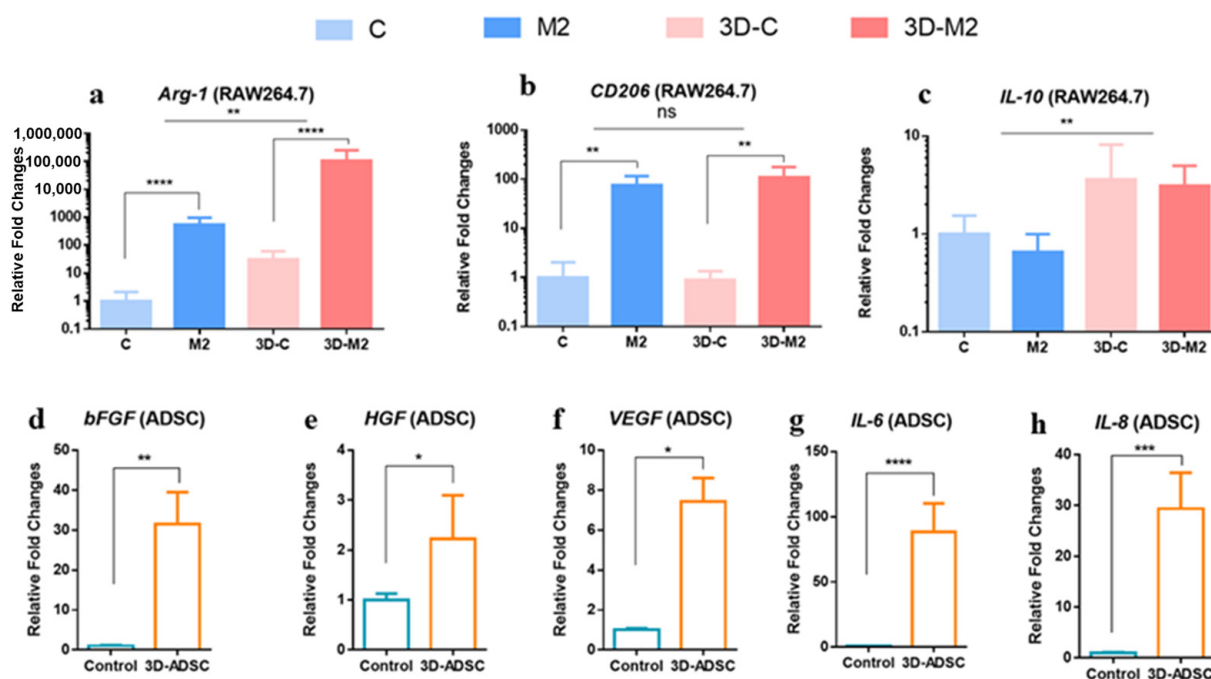 C M2 3D-C 3D-M2
a Arg-1 (RAW264.7)
**
****
****
Relative Fold Changes
1,000,000
100,000
10,000
1000
100
10
1
0.1
C M2 3D-C 3D-M2
b CD206 (RAW264.7)
ns
**
**
Relative Fold Changes
100
10
1
0.1
C M2 3D-C 3D-M2
c IL-10 (RAW264.7)
**
Relative Fold Changes
10
1
0.1
C M2 3D-C 3D-M2
d bFGF (ADSC)
**
Relative Fold Changes
50
40
30
20
10
0
Control 3D-ADSC
e HGF (ADSC)
*
Relative Fold Changes
4
3
2
1
0
Control 3D-ADSC
f VEGF (ADSC)
*
Relative Fold Changes
10
8
6
4
2
0
Control 3D-ADSC
g IL-6 (ADSC)
****
Relative Fold Changes
150
100
50
0
Control 3D-ADSC
h IL-8 (ADSC)
***
Relative Fold Changes
40
30
20
10
0
Control 3D-ADSC